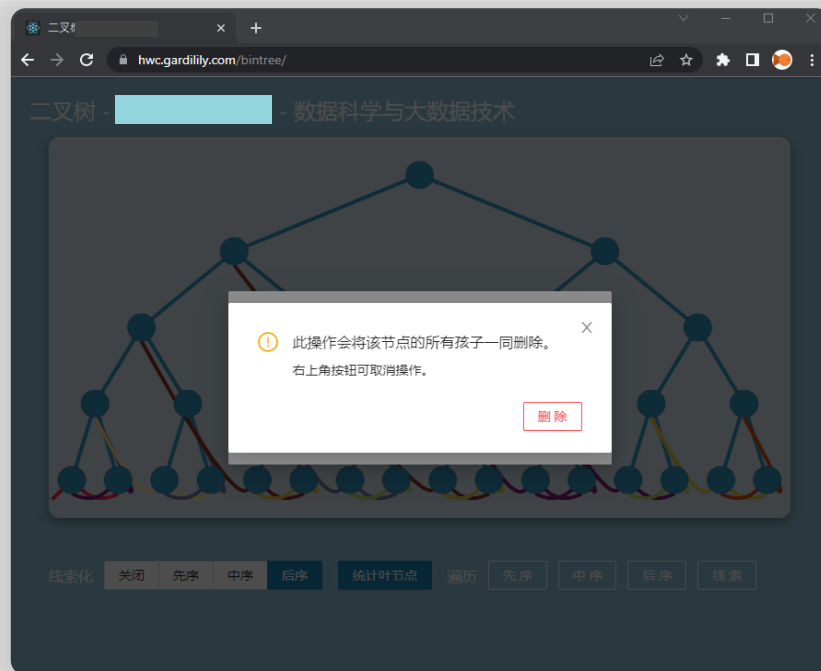 二叉
hwc.gardilily.com/bintree/
二叉树 - - 数据科学与大数据技术
此操作会将该节点的所有孩子一同删除。
右上角按钮可取消操作。
删 除
线索化 关闭 先序 中序 后序 统计叶节点 遍历 先 序 中 序 后 序 线 索